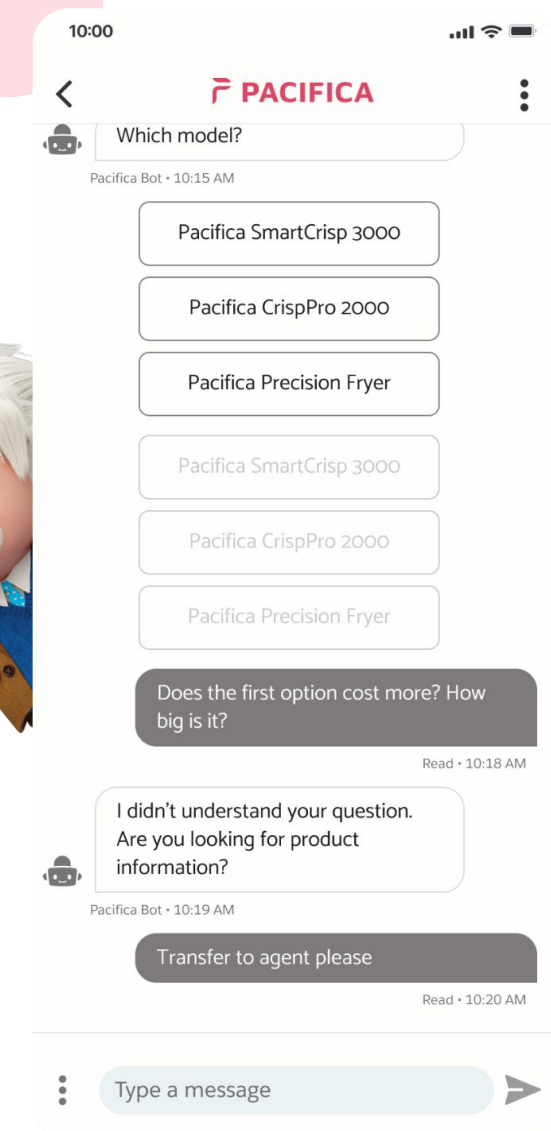 10:00
PACIFICA
Which model?
Pacifica Bot • 10:15 AM
Pacifica SmartCrisp 3000
Pacifica CrispPro 2000
Pacifica Precision Fryer
Pacifica SmartCrisp 3000
Pacifica CrispPro 2000
Pacifica Precision Fryer
Does the first option cost more? How
big is it?
Read • 10:18 AM
I didn't understand your question.
Are you looking for product
information?
Pacifica Bot • 10:19 AM
Transfer to agent please
Read • 10:20 AM
Type a message